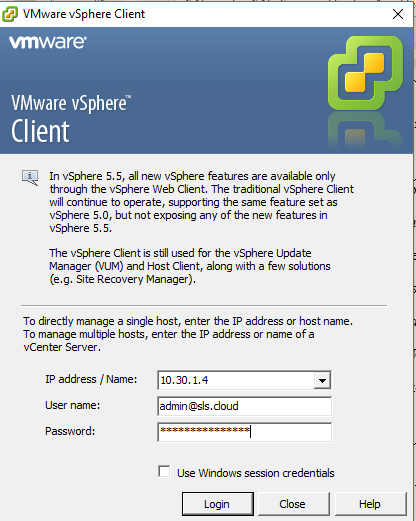 VMware vSphere Client
vmware®
VMware vSphere™
Client
In vSphere 5.5, all new vSphere features are available only
through the vSphere Web Client. The traditional vSphere Client
will continue to operate, supporting the same feature set as
vSphere 5.0, but not exposing any of the new features in
vSphere 5.5.
The vSphere Client is still used for the vSphere Update
Manager (VUM) and Host Client, along with a few solutions
(e.g. Site Recovery Manager).
To directly manage a single host, enter the IP address or host name.
To manage multiple hosts, enter the IP address or name of a
vCenter Server.
IP address / Name: 10.30.1.4
User name: admin@sls.cloud
Password: ***************
Use Windows session credentials
Login Close Help